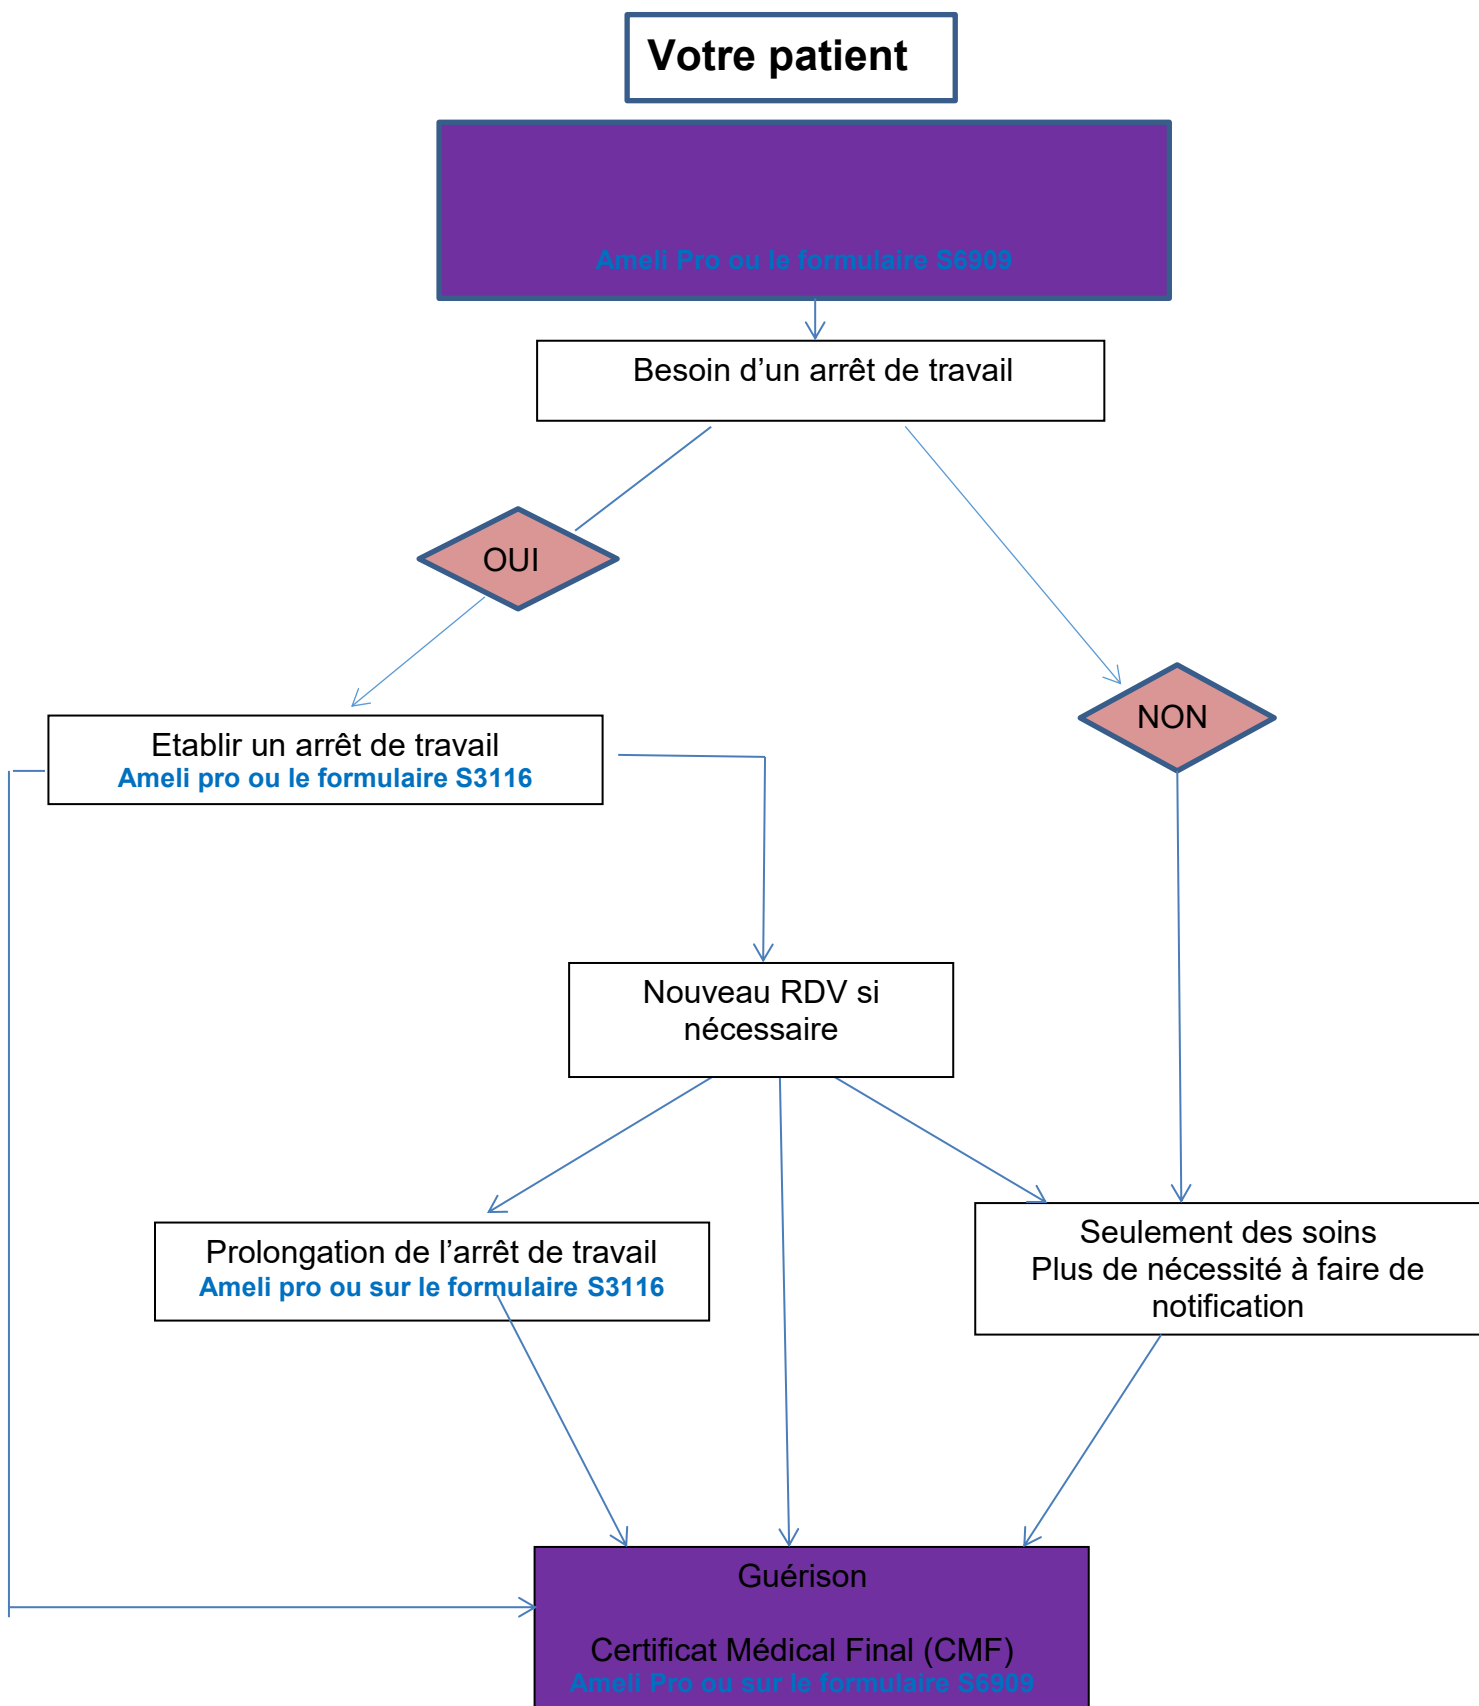 Votre patient
Ameli Pro ou le formulaire S6909
Besoin d'un arrêt de travail
OUI
NON
Etablir un arrêt de travail
Ameli pro ou le formulaire S3116
Nouveau RDV si
nécessaire
Prolongation de l'arrêt de travail
Ameli pro ou sur le formulaire S3116
Seulement des soins
Plus de nécessité à faire de
notification
Guérison
Certificat Médical Final (CMF)
Ameli Pro ou sur le formulaire S6909